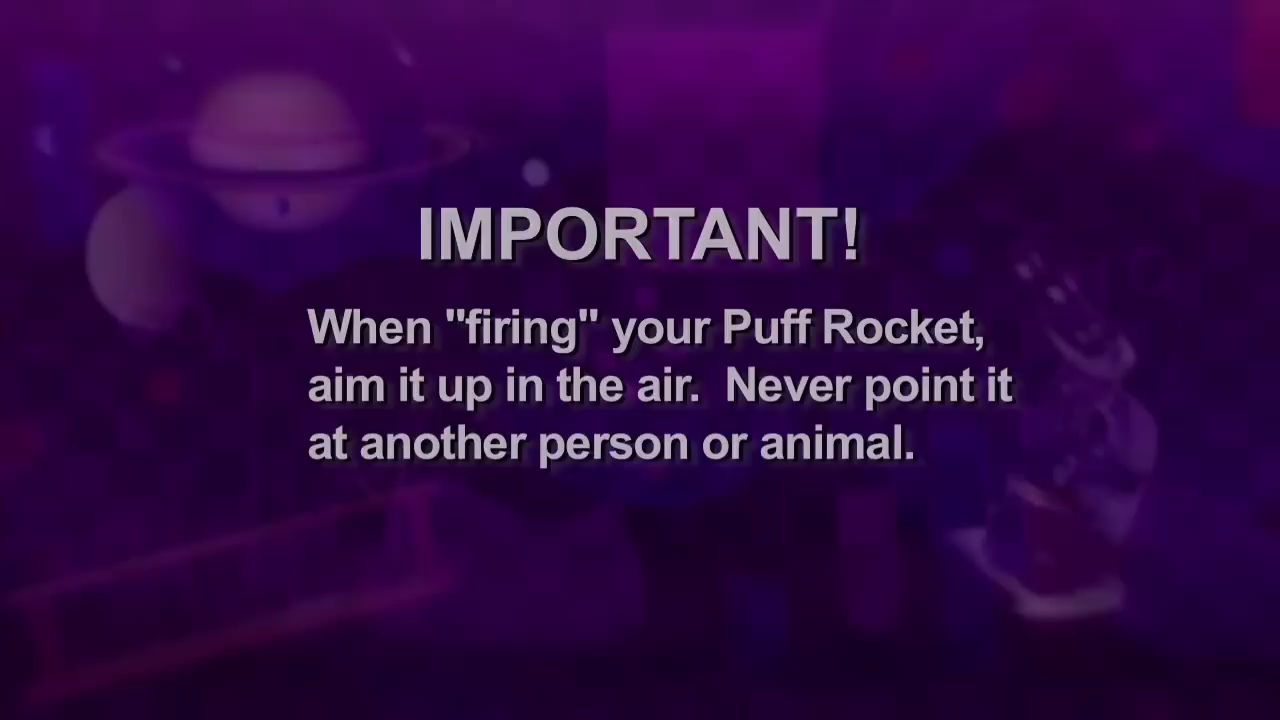 IMPORTANT!
When "firing" your Puff Rocket,
aim it up in the air.  Never point it
at another person or animal.